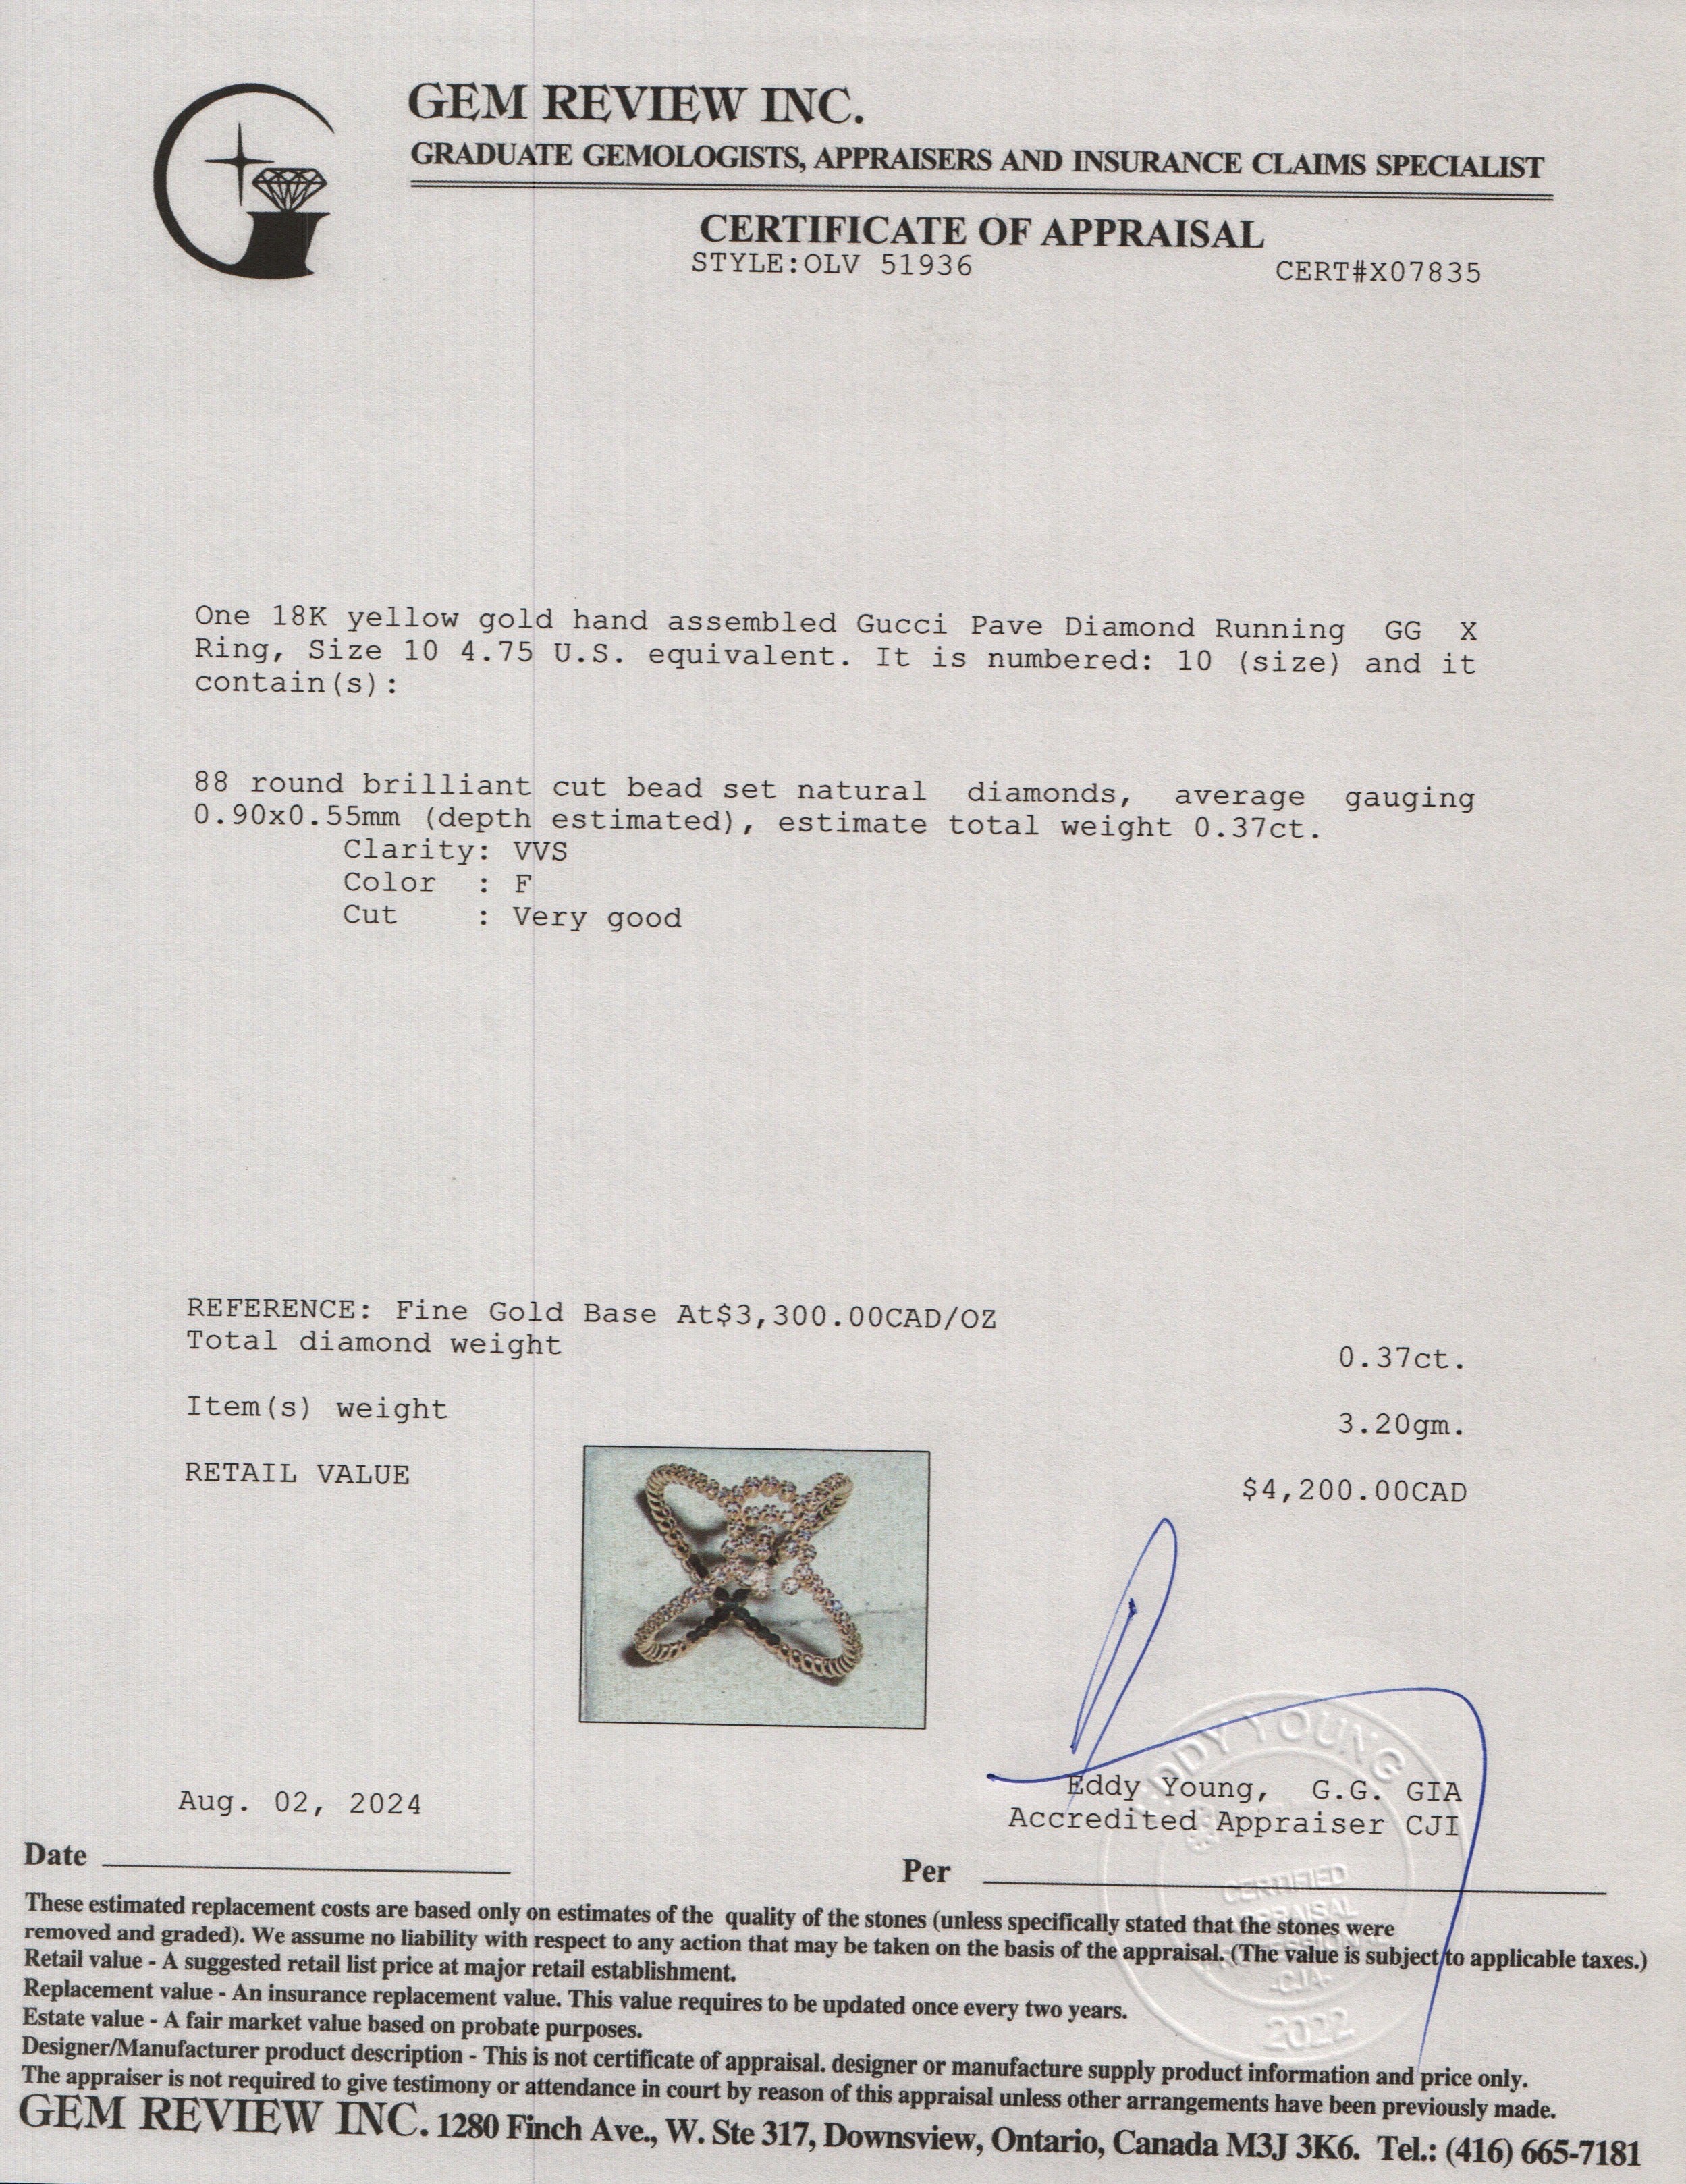 GEM REVIEW INC.
GRADUATE GEMOLOGISTS, APPRAISERS AND INSURANCE CLAIMS SPECIALIST
CERTIFICATE OF APPRAISAL
STYLE:OLV 51936
CERT#X07835
One 18K yellow gold hand assembled Gucci Pave Diamond Running GG X
Ring, Size 10 4.75 U.S. equivalent. It is numbered: 10 (size) and it
contain(s):
88 round brilliant cut bead set natural diamonds, average gauging
0.90x0.55mm (depth estimated), estimate total weight 0.37ct.
Clarity: VVS
Color : F
Cut : Very good
REFERENCE: Fine Gold Base At$3,300.00CAD/OZ
Total diamond weight 0.37ct.
Item(s) weight 3.20gm.
RETAIL VALUE $4,200.00CAD
Eddy Young, G.G. GIA
Accredited Appraiser CJI
Aug. 02, 2024
Date
Per
EDDY YOUNG
CERTIFIED
APPRAISAL
CJA
2022
These estimated replacement costs are based only on estimates of the quality of the stones (unless specifically stated that the stones were
removed and graded). We assume no liability with respect to any action that may be taken on the basis of the appraisal. (The value is subject to applicable taxes.)
Retail value - A suggested retail list price at major retail establishment.
Replacement value - An insurance replacement value. This value requires to be updated once every two years.
Estate value - A fair market value based on probate purposes.
Designer/Manufacturer product description - This is not certificate of appraisal. designer or manufacture supply product information and price only.
The appraiser is not required to give testimony or attendance in court by reason of this appraisal unless other arrangements have been previously made.
GEM REVIEW INC. 1280 Finch Ave., W. Ste 317, Downsview, Ontario, Canada M3J 3K6. Tel.: (416) 665-7181